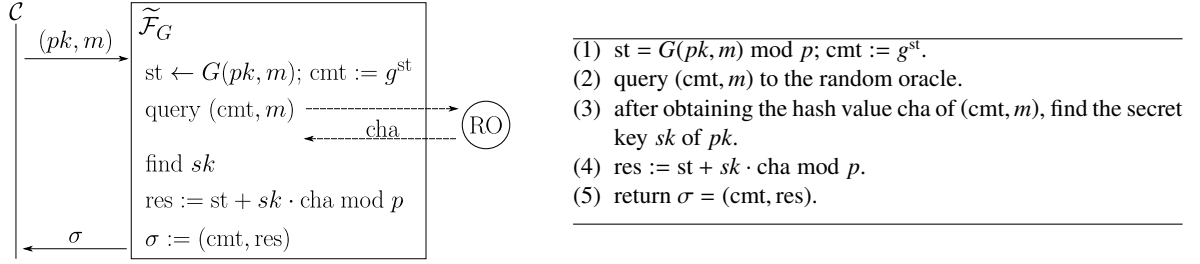 𝒞
(pk, m)
σ
ℱ̃_G
st ← G(pk, m); cmt := g^st
query (cmt, m)
cha
RO
find sk
res := st + sk · cha mod p
σ := (cmt, res)
(1) st = G(pk, m) mod p; cmt := g^st.
(2) query (cmt, m) to the random oracle.
(3) after obtaining the hash value cha of (cmt, m), find the secret
key sk of pk.
(4) res := st + sk · cha mod p.
(5) return σ = (cmt, res).